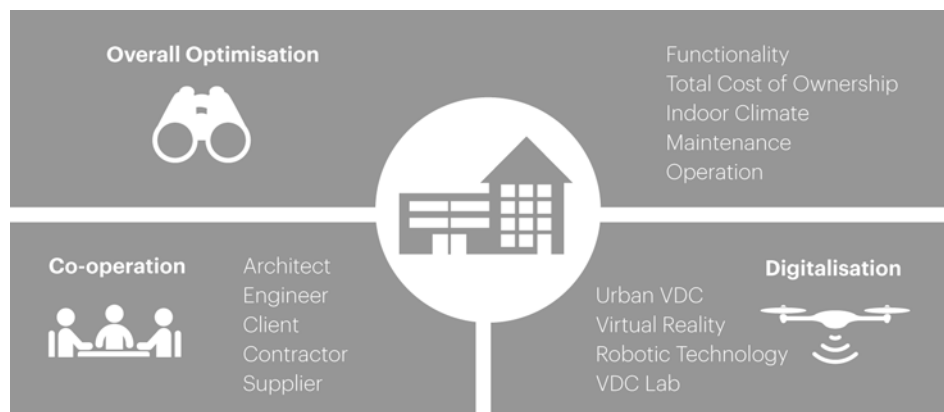 Overall Optimisation
Functionality
Total Cost of Ownership
Indoor Climate
Maintenance
Operation
Co-operation
Architect
Engineer
Client
Contractor
Supplier
Digitalisation
Urban VDC
Virtual Reality
Robotic Technology
VDC Lab